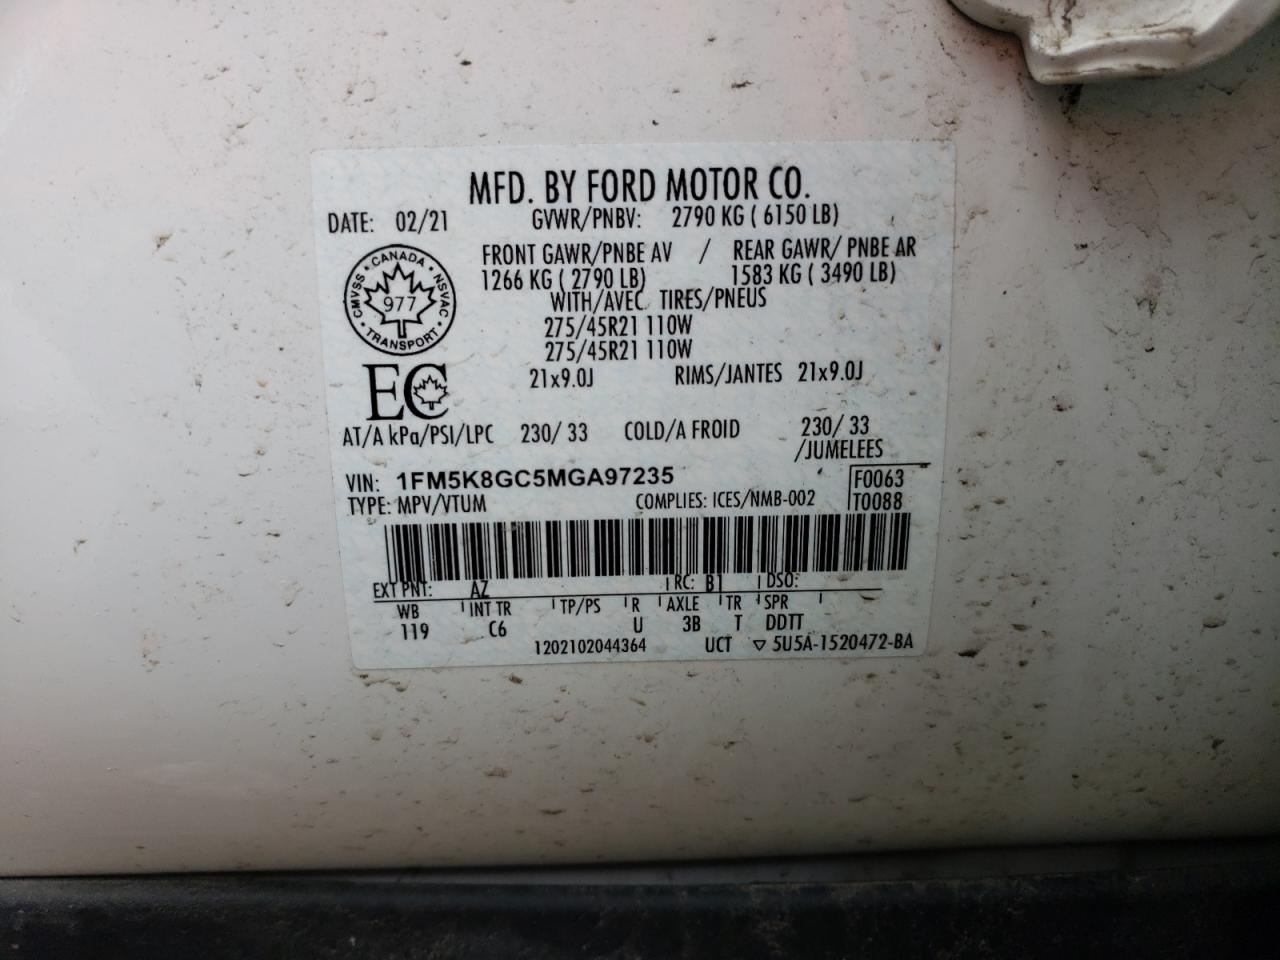 MFD. BY FORD MOTOR CO.
DATE: 02/21 GVWR/PNBV: 2790 KG ( 6150 LB)
FRONT GAWR/PNBE AV / REAR GAWR/ PNBE AR
1266 KG ( 2790 LB) 1583 KG ( 3490 LB)
WITH/AVEC TIRES/PNEUS
275/45R21 110W
275/45R21 110W
CANADA
CMVSS NSVAC
977
TRANSPORT
EC
21x9.0J RIMS/JANTES 21x9.0J
AT/A kPa/PSI/LPC 230/ 33 COLD/A FROID 230/ 33
/JUMELEES
VIN: 1FM5K8GC5MGA97235 F0063
TYPE: MPV/VTUM COMPLIES: ICES/NMB-002 T0088
EXT PNT: AZ RC: B1 DSO:
WB INT TR TP/PS R AXLE TR SPR
119 C6 U 3B T DDTT
1202102044364 UCT ▽ 5U5A-1520472-BA